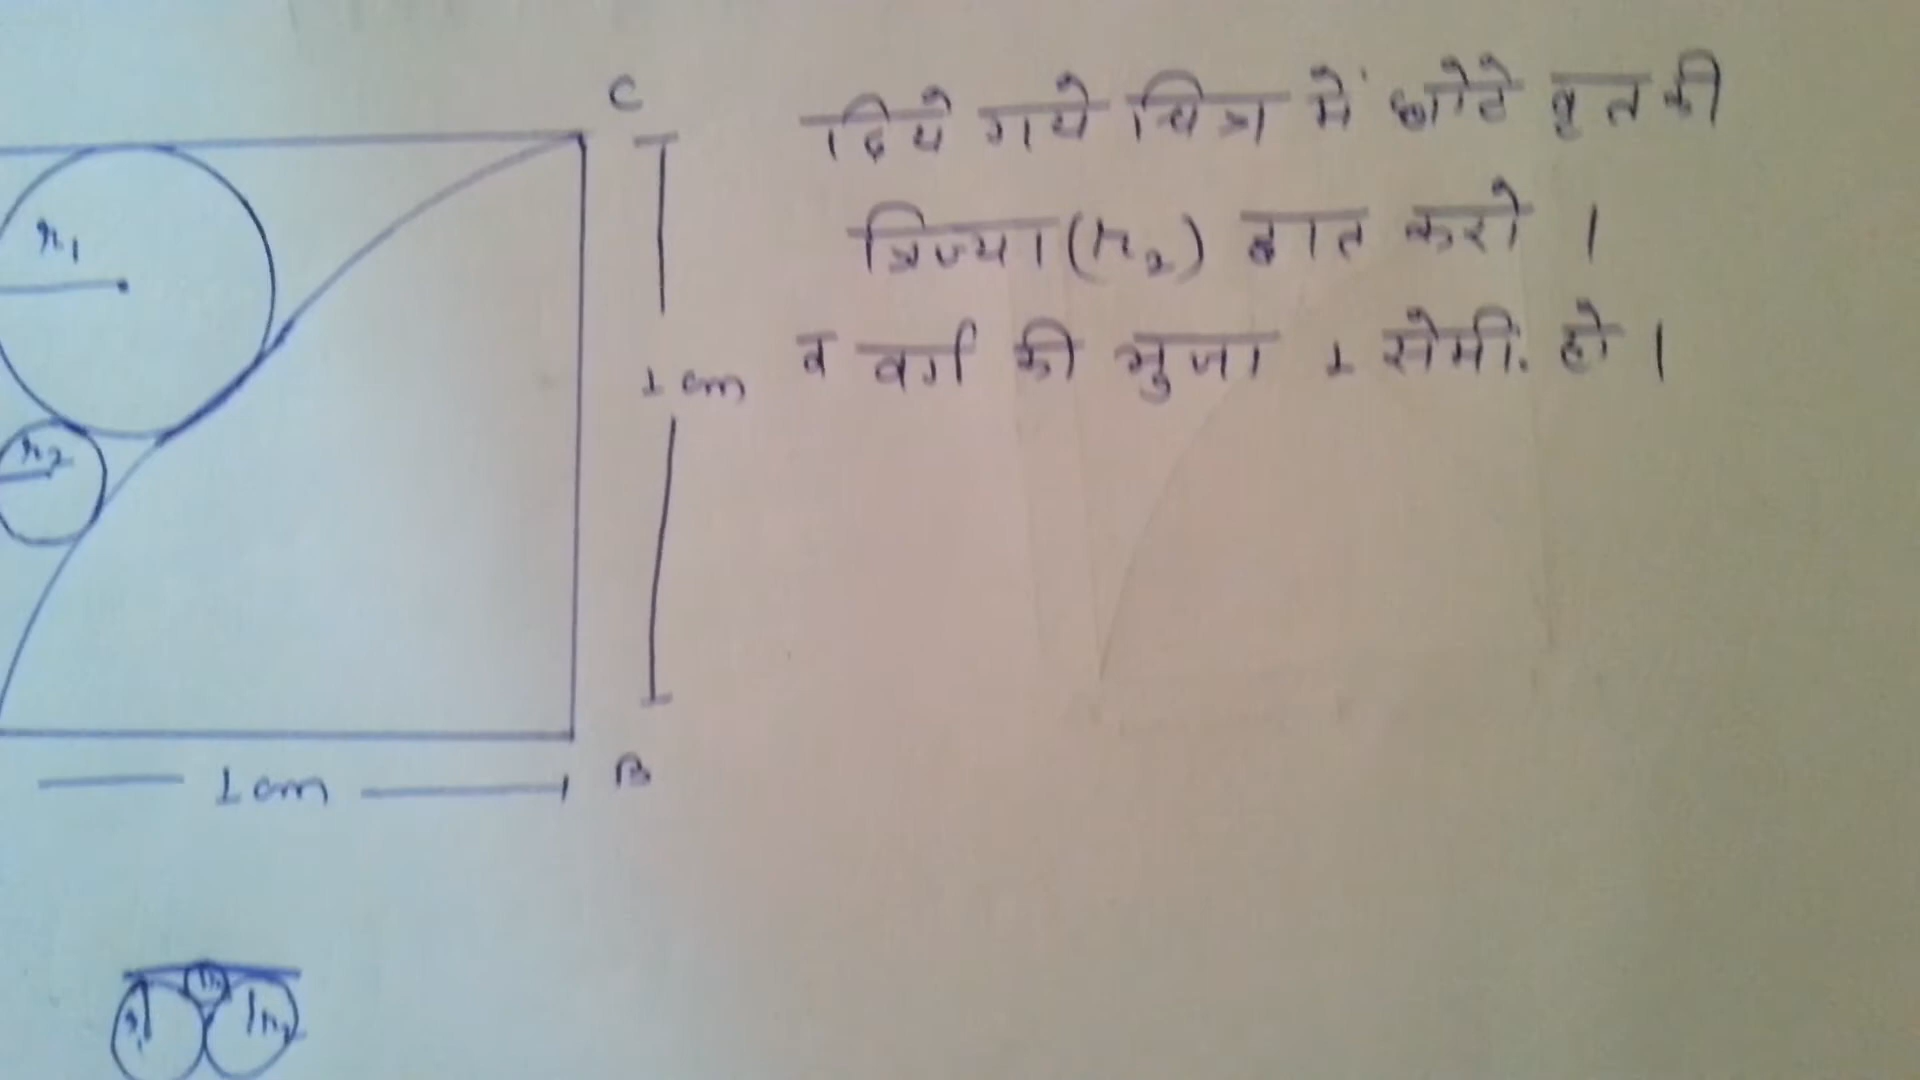 C
दिये गये चित्र में छोटे वृत की
r₁
त्रिज्या (r₂) ज्ञात करो ।
व वर्ग की भुजा 1 सेमी. हो ।
1 cm
r₂
1 cm
B